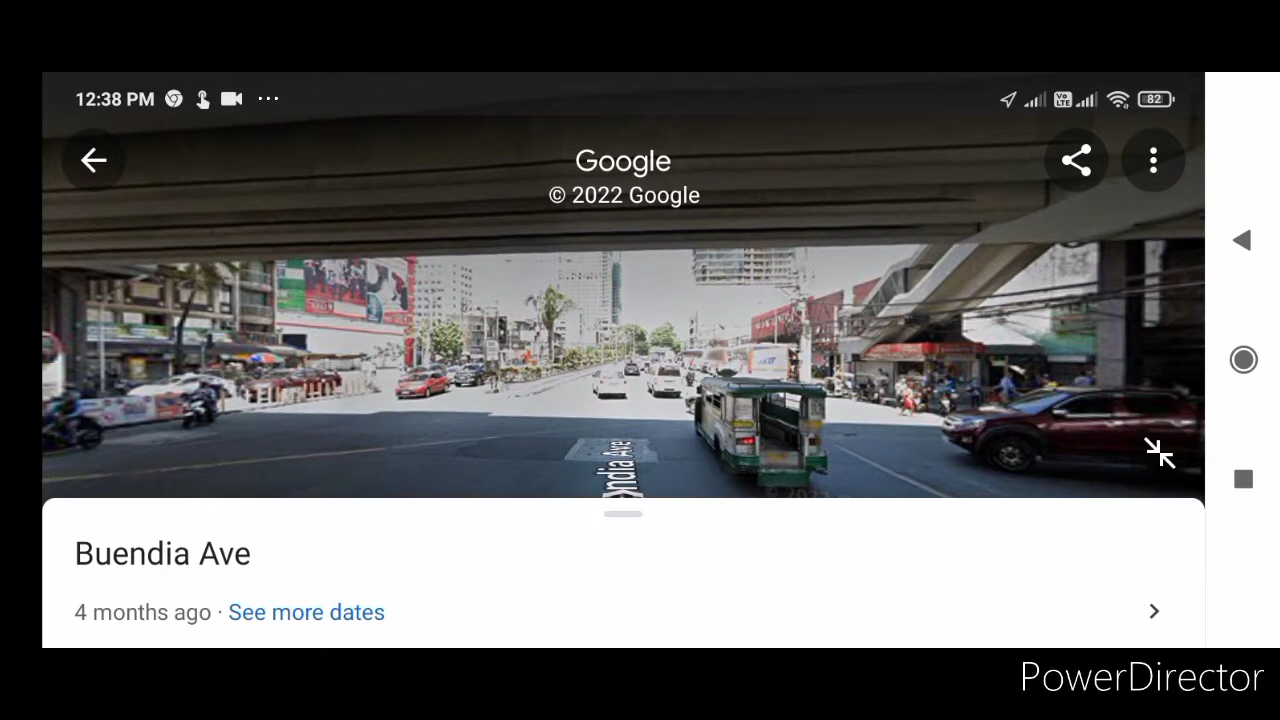 12:38 PM
82
Google
© 2022 Google
ndia Ave
Buendia Ave
4 months ago · See more dates
PowerDirector